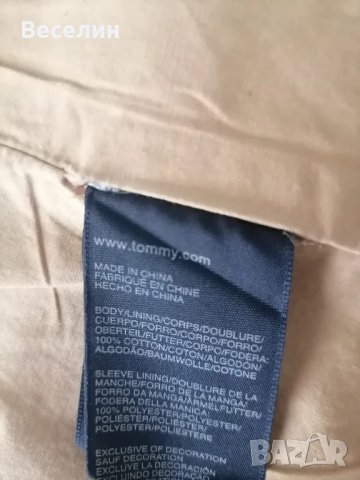 Веселин
www.tommy.com
MADE IN CHINA
FABRIQUE EN CHINE
HECHO EN CHINA
BODY/LINING/CORPS/DOUBLURE/
CUERPO/FORRO/CORPO/FORRO/
OBERTEIL/FUTTER/CORPO/FODERA:
100% COTTON/COTON/ALGODÓN/
ALGODÃO/BAUMWOLLE/COTONE
SLEEVE LINING/DOUBLURE DE LA
MANCHE/FORRO DE LA MANGA/
FORRO DA MANGA/ÄRMELFUTTER/
FODERA DELLA MANICA:
100% POLYESTER/POLYESTER/
POLIÉSTER/POLIÉSTER/
POLYESTER/POLIESTERE
EXCLUSIVE OF DECORATION
SAUF DECORATION
EXCLUYE LA DECORACIÓN
BAZAR